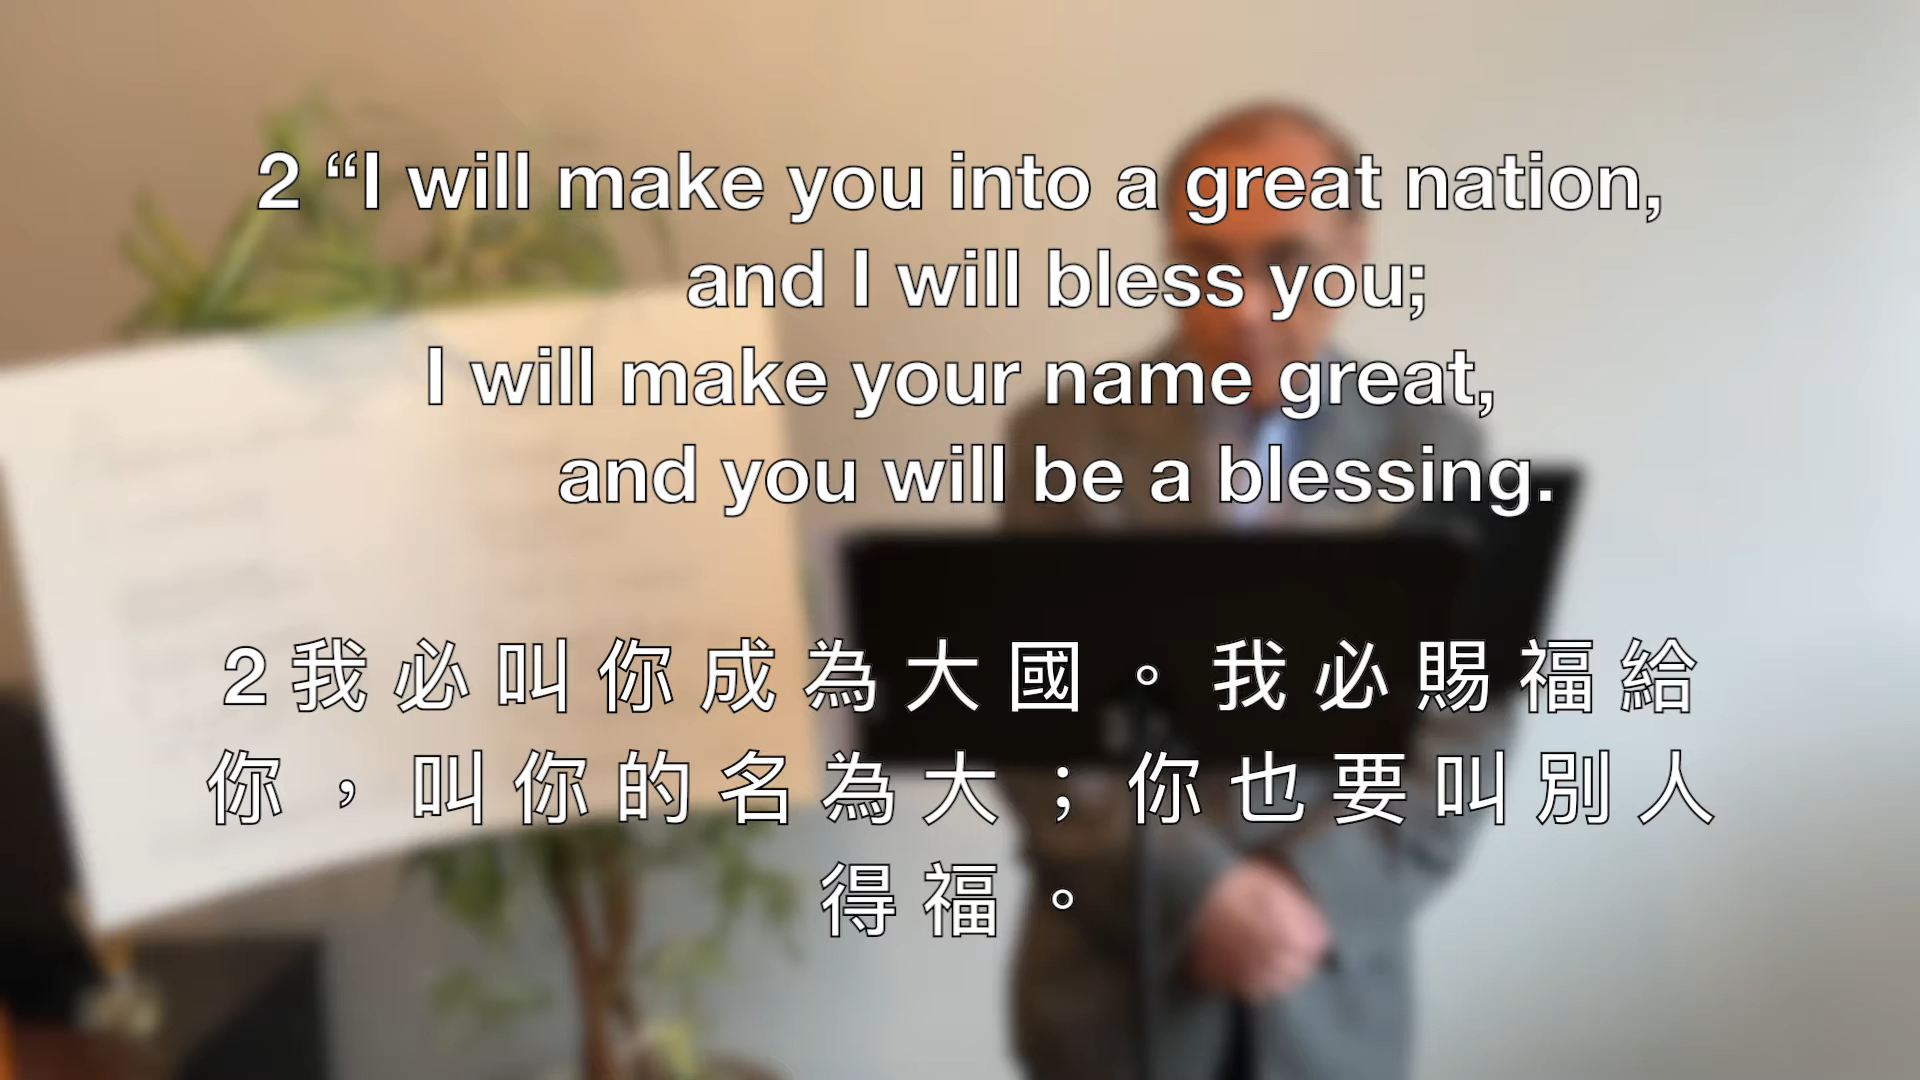 2 “I will make you into a great nation,
and I will bless you;
I will make your name great,
and you will be a blessing.
2我必叫你成為大國。我必賜福給
你，叫你的名為大；你也要叫別人
得福。